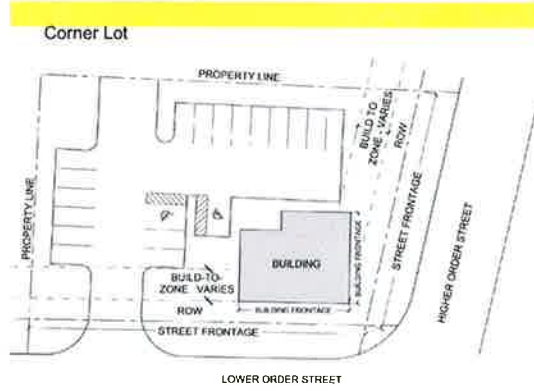 Corner Lot
PROPERTY LINE
BUILD TO
ZONE - VARIES
ROW
PROPERTY LINE
STREET FRONTAGE
HIGHER ORDER STREET
BUILDING
BUILDING FRONTAGE
BUILD-TO-
ZONE VARIES
BUILDING FRONTAGE
ROW
STREET FRONTAGE
LOWER ORDER STREET